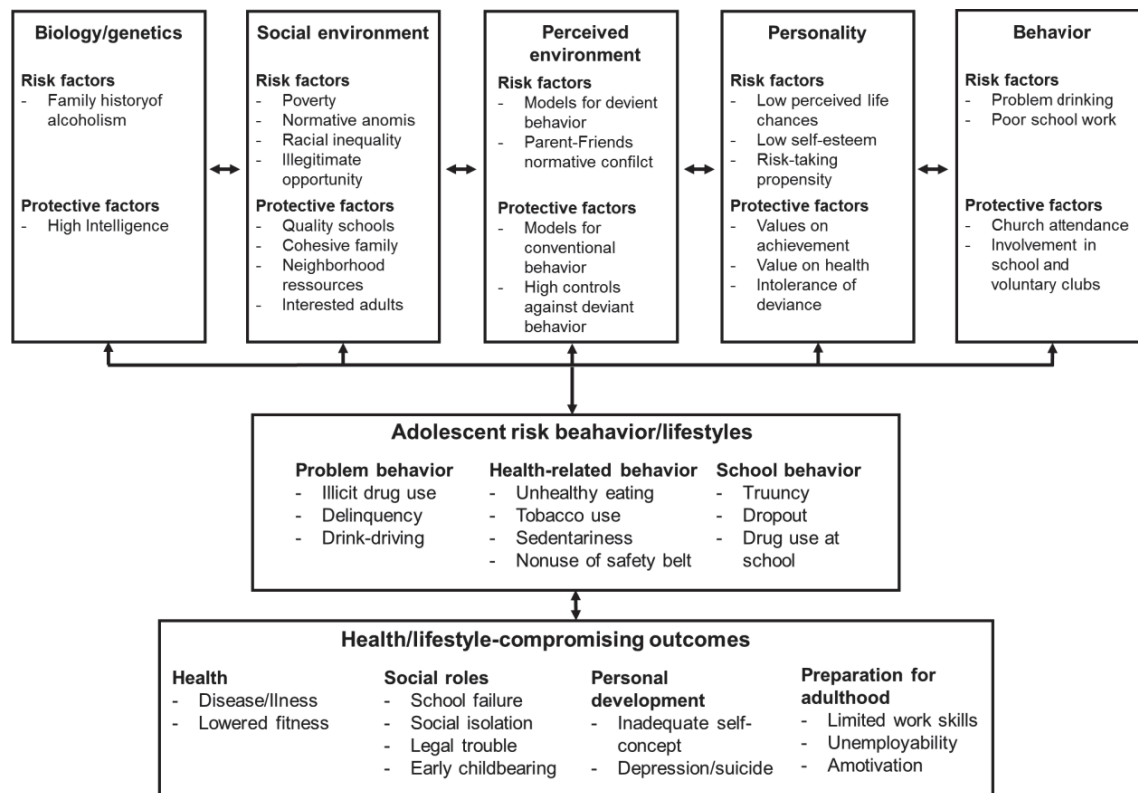 Biology/genetics
Risk factors
- Family historyof
alcoholism
Protective factors
- High Intelligence
Social environment
Risk factors
- Poverty
- Normative anomis
- Racial inequality
- Illegitimate
opportunity
Protective factors
- Quality schools
- Cohesive family
- Neighborhood
ressources
- Interested adults
Perceived
environment
Risk factors
- Models for devient
behavior
- Parent-Friends
normative confilct
Protective factors
- Models for
conventional
behavior
- High controls
against deviant
behavior
Personality
Risk factors
- Low perceived life
chances
- Low self-esteem
- Risk-taking
propensity
Protective factors
- Values on
achievement
- Value on health
- Intolerance of
deviance
Behavior
Risk factors
- Problem drinking
- Poor school work
Protective factors
- Church attendance
- Involvement in
school and
voluntary clubs
Adolescent risk beahavior/lifestyles
Problem behavior
- Illicit drug use
- Delinquency
- Drink-driving
Health-related behavior
- Unhealthy eating
- Tobacco use
- Sedentariness
- Nonuse of safety belt
School behavior
- Truuncy
- Dropout
- Drug use at
school
Health/lifestyle-compromising outcomes
Health
- Disease/Ilness
- Lowered fitness
Social roles
- School failure
- Social isolation
- Legal trouble
- Early childbearing
Personal
development
- Inadequate self-
concept
- Depression/suicide
Preparation for
adulthood
- Limited work skills
- Unemployability
- Amotivation